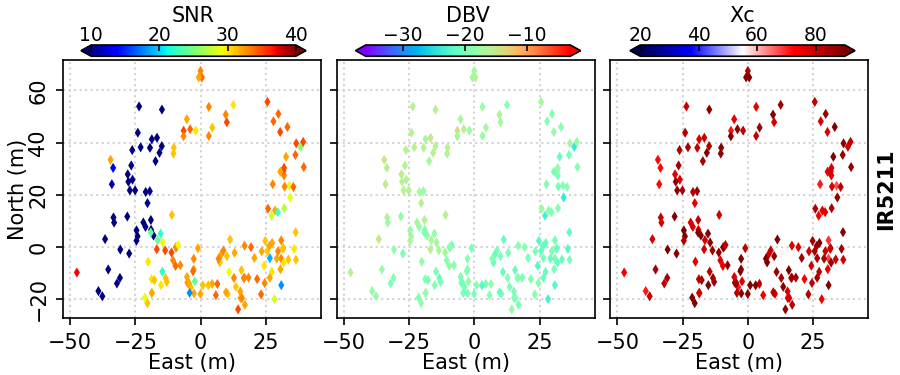 SNR DBV Xc
10 20 30 40 −30 −20 −10 20 40 60 80
60
40
20
0
−20
North (m)
IR5211
−50 −25 0 25 −50 −25 0 25 −50 −25 0 25
East (m) East (m) East (m)